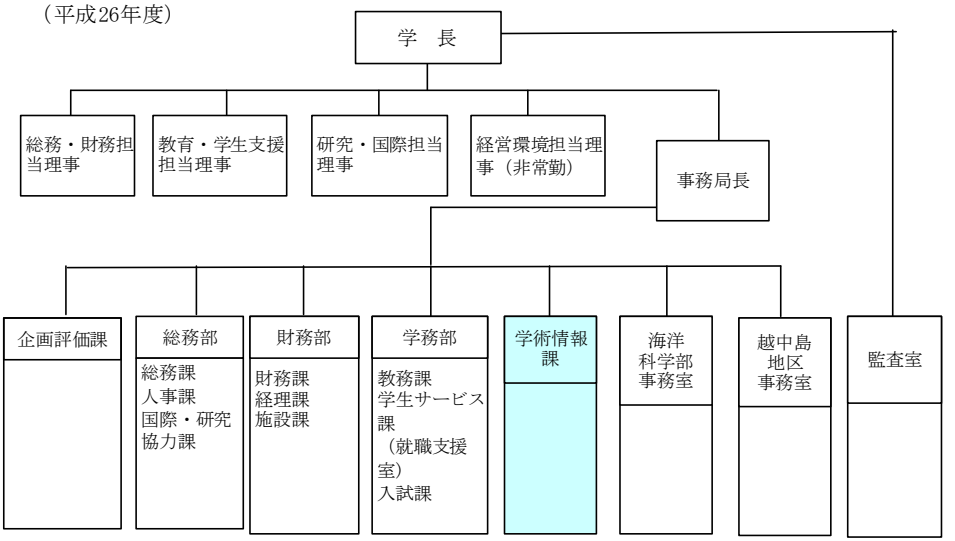 （平成26年度）
学　長
総務・財務担
当理事
教育・学生支援
担当理事
研究・国際担当
理事
経営環境担当理
事（非常勤）
事務局長
企画評価課
総務部
総務課
人事課
国際・研究
協力課
財務部
財務課
経理課
施設課
学務部
教務課
学生サービス
課
（就職支援
室）
入試課
学術情報
課
海洋
科学部
事務室
越中島
地区
事務室
監査室